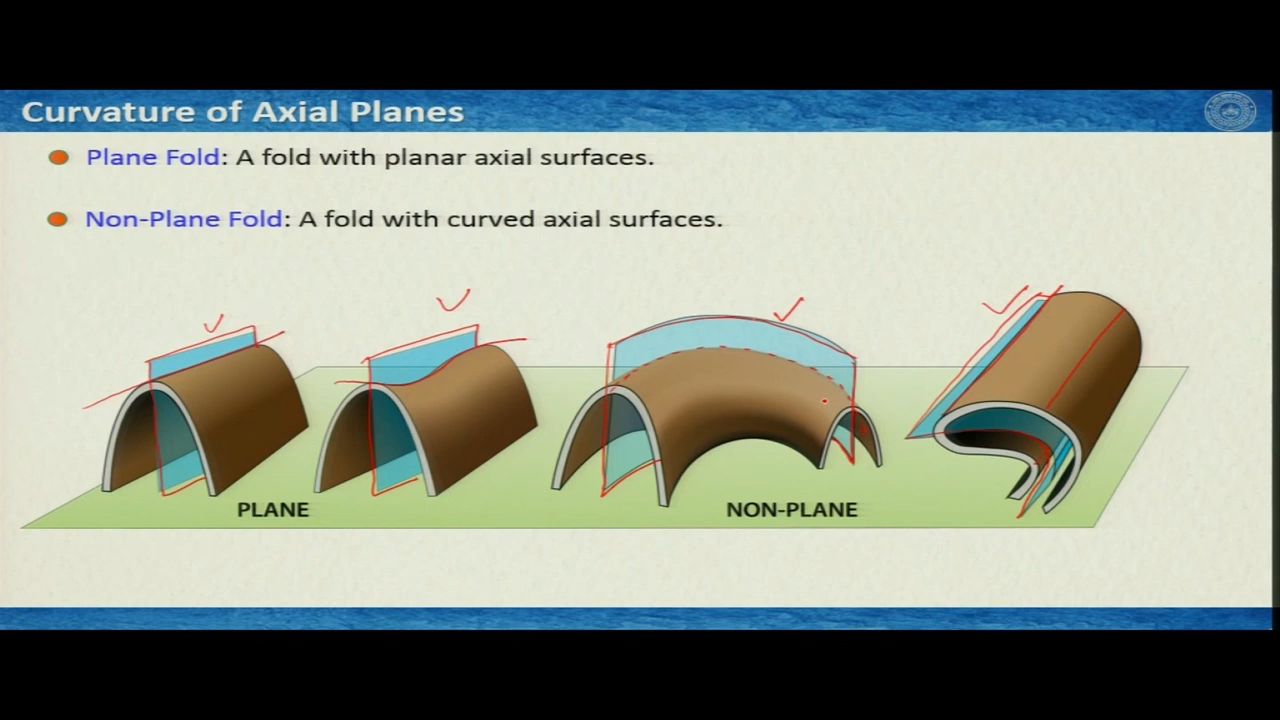 Curvature of Axial Planes
Plane Fold: A fold with planar axial surfaces.
Non-Plane Fold: A fold with curved axial surfaces.
PLANE
NON-PLANE